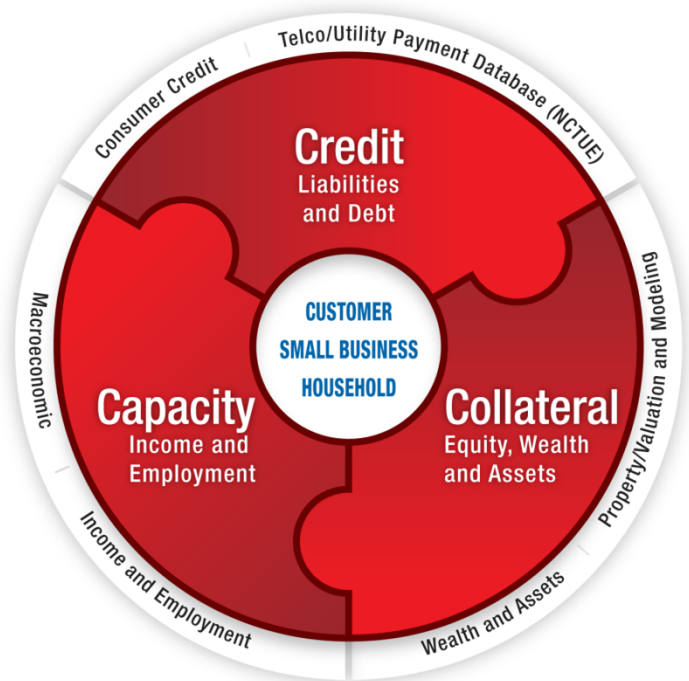 Consumer Credit
Telco/Utility Payment Database (NCTUE)
Credit
Liabilities
and Debt
Macroeconomic
Property/Valuation and Modeling
CUSTOMER
SMALL BUSINESS
HOUSEHOLD
Capacity
Income and
Employment
Collateral
Equity, Wealth
and Assets
Income and Employment
Wealth and Assets